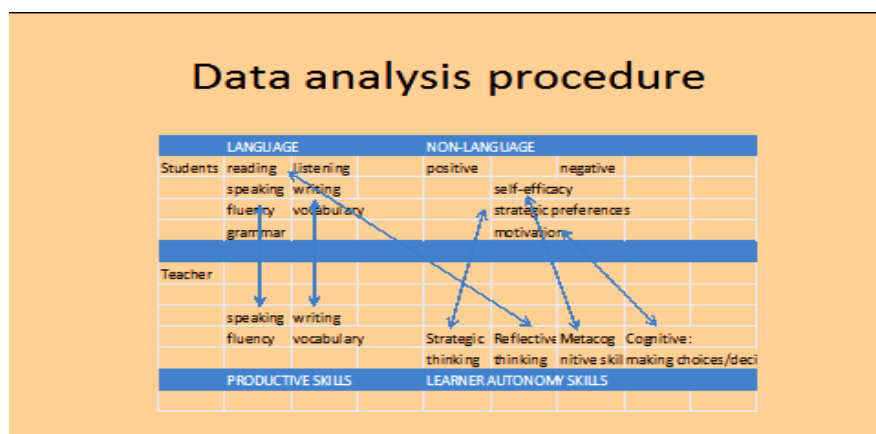 Data analysis procedure
LANGUAGE NON-LANGUAGE
Students reading listening positive negative
speaking writing self-efficacy
fluency vocabulary strategic preferences
grammar motivation
Teacher
speaking writing
fluency vocabulary Strategic Reflective Metacog Cognitive:
thinking thinking nitive skil making choices/deci
PRODUCTIVE SKILLS LEARNER AUTONOMY SKILLS